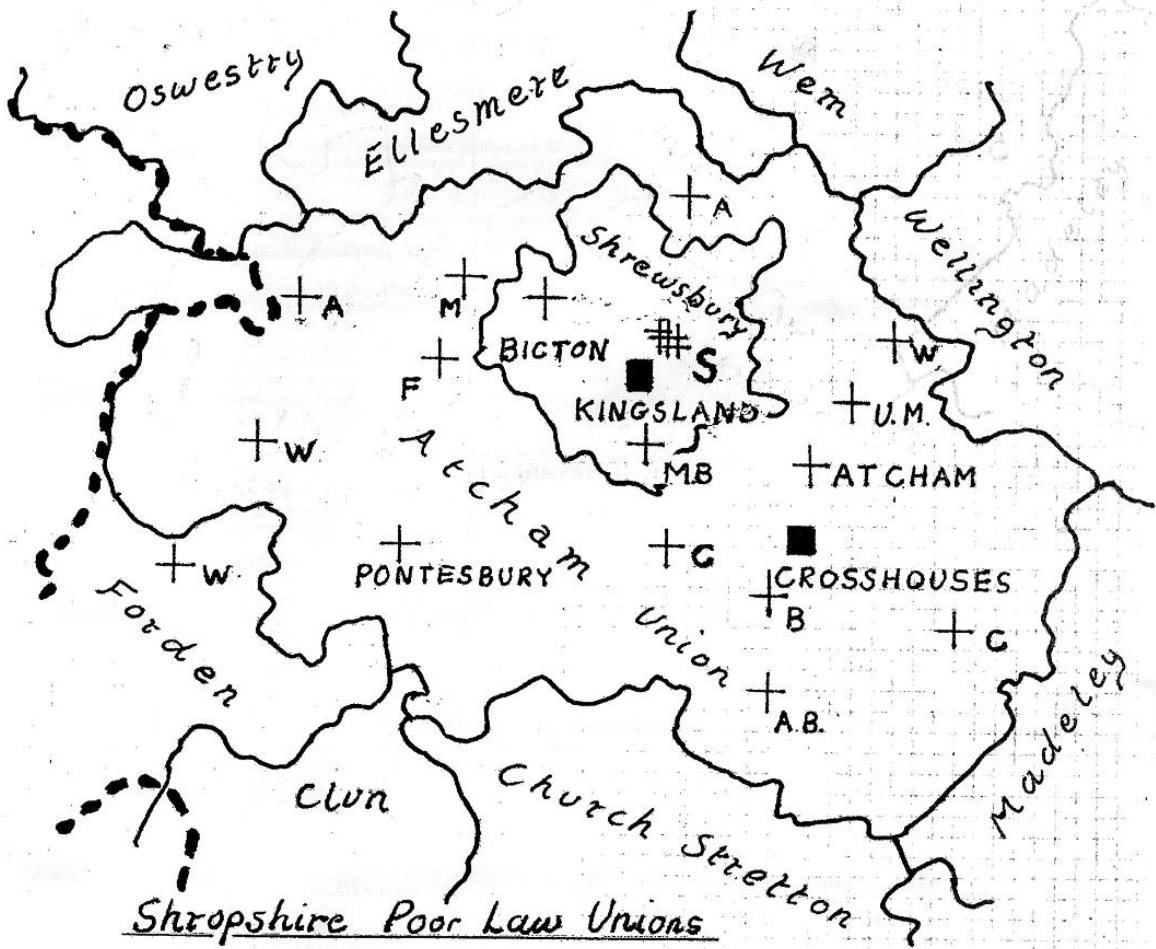 Oswestry
Ellesmere
Wem
Wellington
A
Shrewsbury
M
A
BICTON
S
W.
F
KINGSLAND
U.M.
W
Atcham
M.B
ATCHAM
W
PONTESBURY
C
CROSSHOUSES
Forden
B
Union
C
A.B.
Madeley
Clun
Church Stretton
Shropshire Poor Law Unions